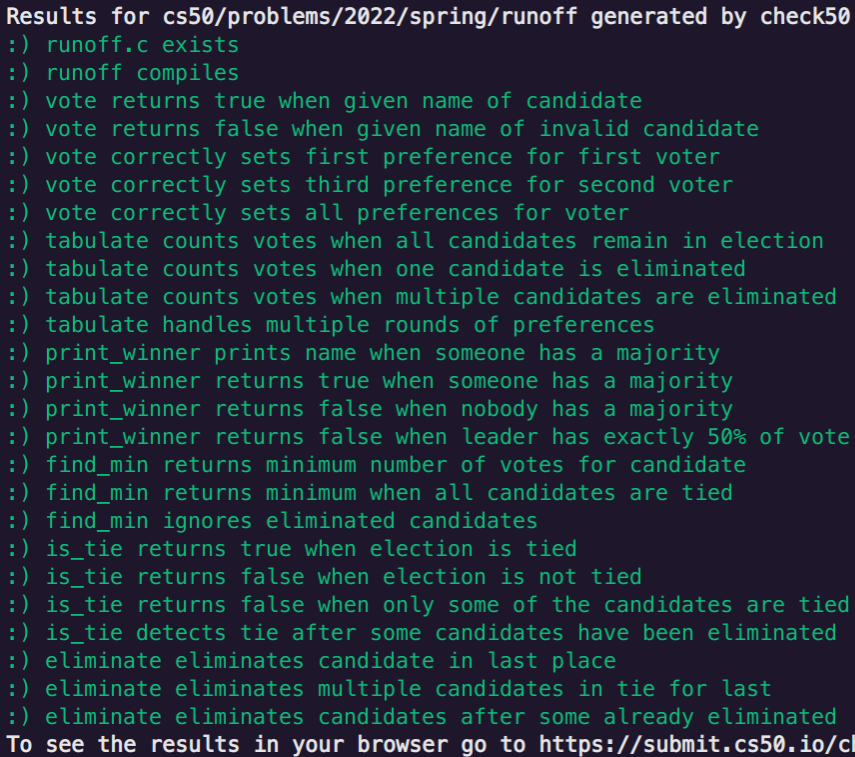 Results for cs50/problems/2022/spring/runoff generated by check50
:) runoff.c exists
:) runoff compiles
:) vote returns true when given name of candidate
:) vote returns false when given name of invalid candidate
:) vote correctly sets first preference for first voter
:) vote correctly sets third preference for second voter
:) vote correctly sets all preferences for voter
:) tabulate counts votes when all candidates remain in election
:) tabulate counts votes when one candidate is eliminated
:) tabulate counts votes when multiple candidates are eliminated
:) tabulate handles multiple rounds of preferences
:) print_winner prints name when someone has a majority
:) print_winner returns true when someone has a majority
:) print_winner returns false when nobody has a majority
:) print_winner returns false when leader has exactly 50% of vote
:) find_min returns minimum number of votes for candidate
:) find_min returns minimum when all candidates are tied
:) find_min ignores eliminated candidates
:) is_tie returns true when election is tied
:) is_tie returns false when election is not tied
:) is_tie returns false when only some of the candidates are tied
:) is_tie detects tie after some candidates have been eliminated
:) eliminate eliminates candidate in last place
:) eliminate eliminates multiple candidates in tie for last
:) eliminate eliminates candidates after some already eliminated
To see the results in your browser go to https://submit.cs50.io/c